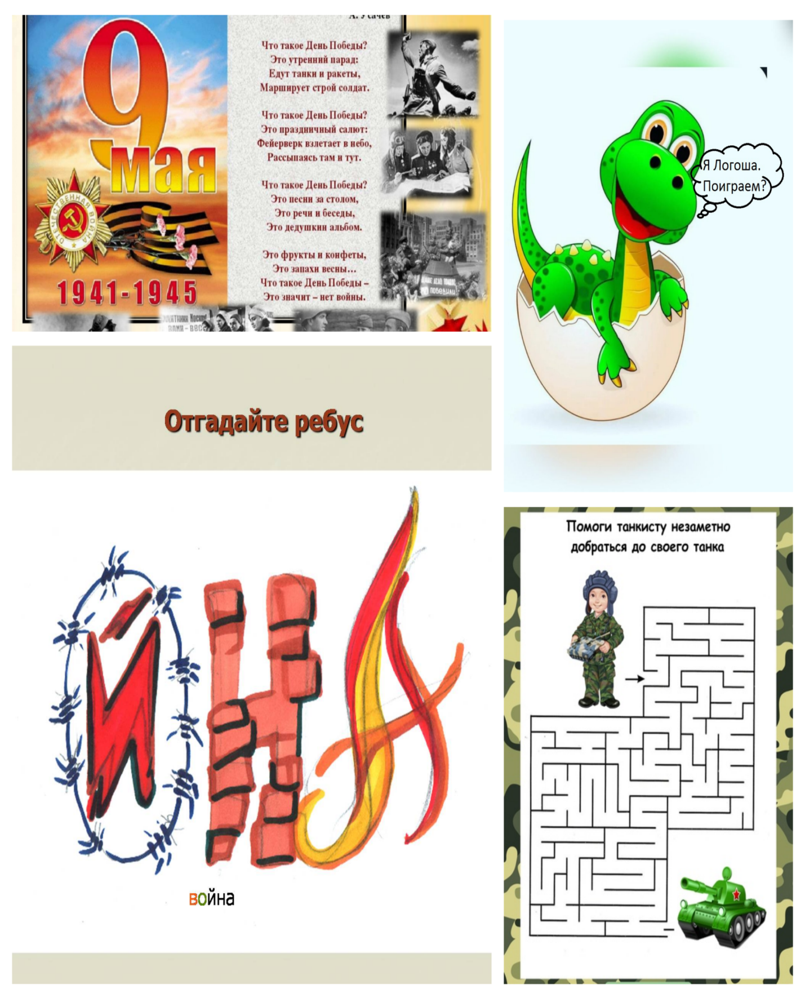 А. Усачев
9
мая
ОТЕЧЕСТВЕННАЯ ВОЙНА
1941-1945
Что такое День Победы?
Это утренний парад:
Едут танки и ракеты,
Марширует строй солдат.
Что такое День Победы?
Это праздничный салют:
Фейерверк взлетает в небо,
Рассыпаясь там и тут.
Что такое День Победы?
Это песни за столом,
Это речи и беседы,
Это дедушкин альбом.
Это фрукты и конфеты,
Это запахи весны…
Что такое День Победы –
Это значит – нет войны.
Я Логоша.
Поиграем?
Отгадайте ребус
ЙНА
война
Помоги танкисту незаметно
добраться до своего танка